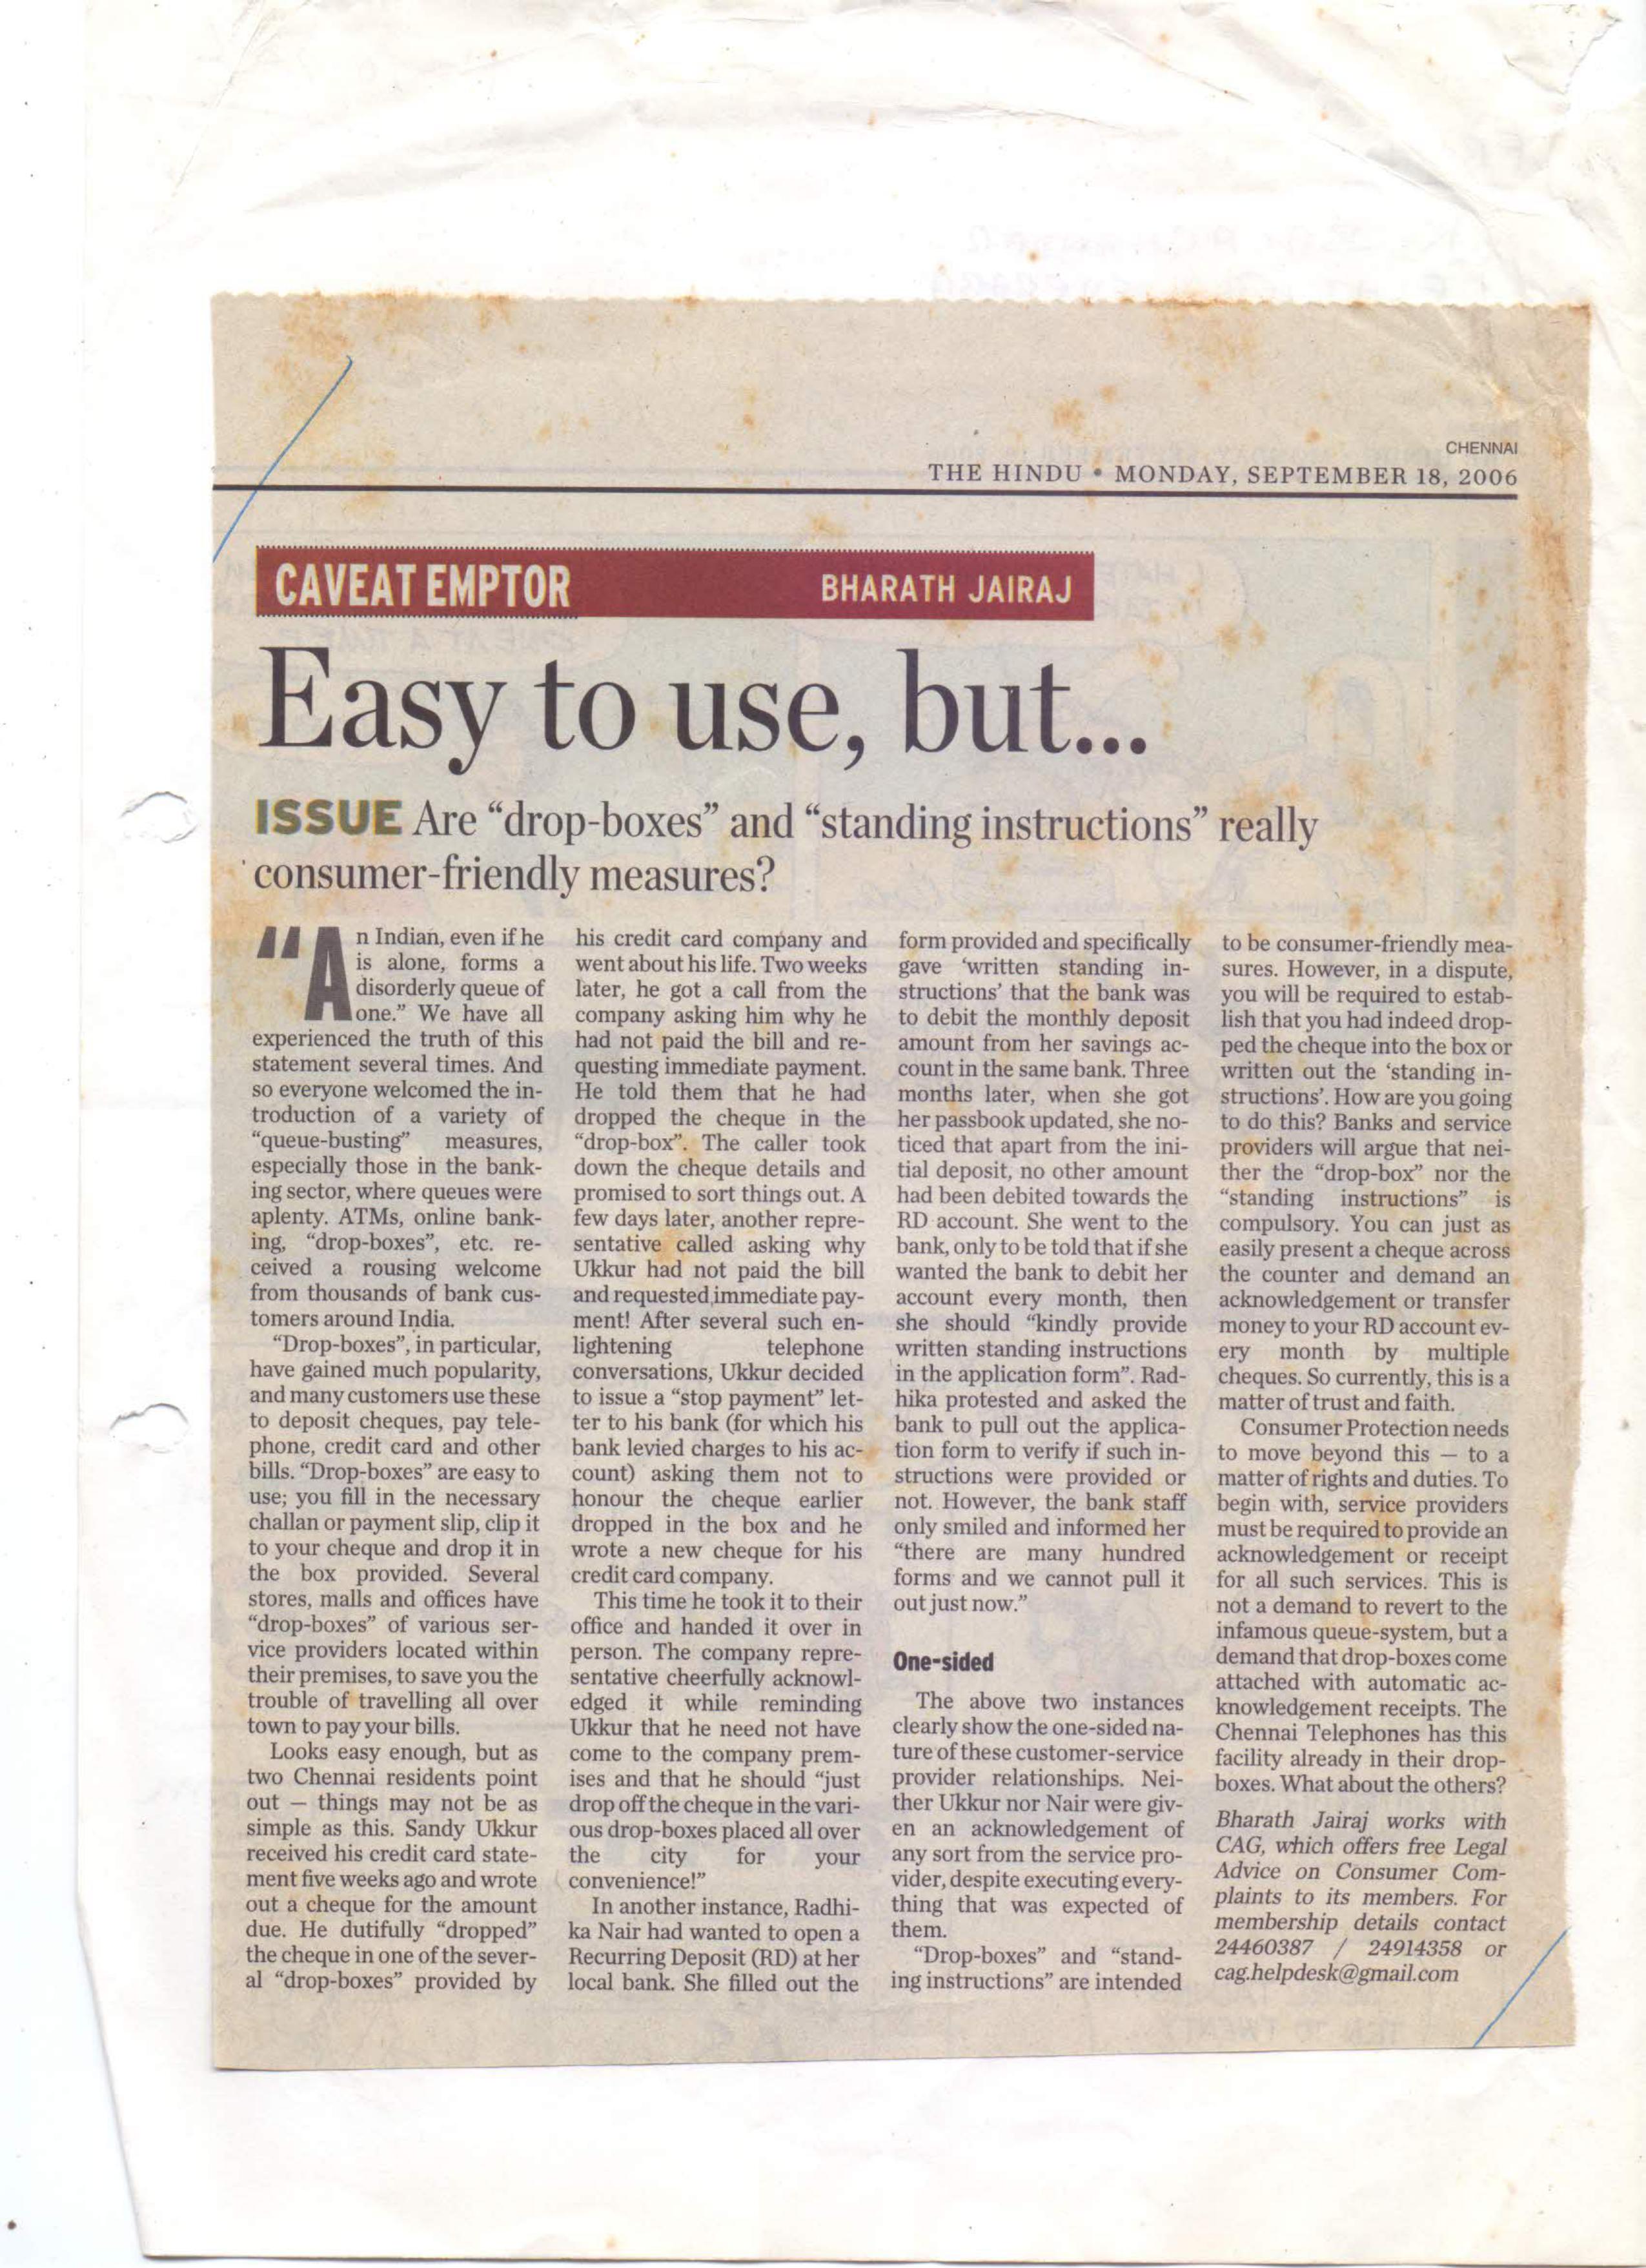 CHENNAI
THE HINDU • MONDAY, SEPTEMBER 18, 2006
CAVEAT EMPTOR BHARATH JAIRAJ
Easy to use, but...
ISSUE Are “drop-boxes” and “standing instructions” really
consumer-friendly measures?
“An Indian, even if he
is alone, forms a
disorderly queue of
one.” We have all
experienced the truth of this
statement several times. And
so everyone welcomed the in-
troduction of a variety of
“queue-busting” measures,
especially those in the bank-
ing sector, where queues were
aplenty. ATMs, online bank-
ing, “drop-boxes”, etc. re-
ceived a rousing welcome
from thousands of bank cus-
tomers around India.
“Drop-boxes”, in particular,
have gained much popularity,
and many customers use these
to deposit cheques, pay tele-
phone, credit card and other
bills. “Drop-boxes” are easy to
use; you fill in the necessary
challan or payment slip, clip it
to your cheque and drop it in
the box provided. Several
stores, malls and offices have
“drop-boxes” of various ser-
vice providers located within
their premises, to save you the
trouble of travelling all over
town to pay your bills.
Looks easy enough, but as
two Chennai residents point
out — things may not be as
simple as this. Sandy Ukkur
received his credit card state-
ment five weeks ago and wrote
out a cheque for the amount
due. He dutifully “dropped”
the cheque in one of the sever-
al “drop-boxes” provided by
his credit card company and
went about his life. Two weeks
later, he got a call from the
company asking him why he
had not paid the bill and re-
questing immediate payment.
He told them that he had
dropped the cheque in the
“drop-box”. The caller took
down the cheque details and
promised to sort things out. A
few days later, another repre-
sentative called asking why
Ukkur had not paid the bill
and requested immediate pay-
ment! After several such en-
lightening telephone
conversations, Ukkur decided
to issue a “stop payment” let-
ter to his bank (for which his
bank levied charges to his ac-
count) asking them not to
honour the cheque earlier
dropped in the box and he
wrote a new cheque for his
credit card company.
This time he took it to their
office and handed it over in
person. The company repre-
sentative cheerfully acknowl-
edged it while reminding
Ukkur that he need not have
come to the company prem-
ises and that he should “just
drop off the cheque in the vari-
ous drop-boxes placed all over
the city for your
convenience!”
In another instance, Radhi-
ka Nair had wanted to open a
Recurring Deposit (RD) at her
local bank. She filled out the
form provided and specifically
gave ‘written standing in-
structions’ that the bank was
to debit the monthly deposit
amount from her savings ac-
count in the same bank. Three
months later, when she got
her passbook updated, she no-
ticed that apart from the ini-
tial deposit, no other amount
had been debited towards the
RD account. She went to the
bank, only to be told that if she
wanted the bank to debit her
account every month, then
she should “kindly provide
written standing instructions
in the application form”. Rad-
hika protested and asked the
bank to pull out the applica-
tion form to verify if such in-
structions were provided or
not. However, the bank staff
only smiled and informed her
“there are many hundred
forms and we cannot pull it
out just now.”
One-sided
The above two instances
clearly show the one-sided na-
ture of these customer-service
provider relationships. Nei-
ther Ukkur nor Nair were giv-
en an acknowledgement of
any sort from the service pro-
vider, despite executing every-
thing that was expected of
them.
“Drop-boxes” and “stand-
ing instructions” are intended
to be consumer-friendly mea-
sures. However, in a dispute,
you will be required to estab-
lish that you had indeed drop-
ped the cheque into the box or
written out the ‘standing in-
structions’. How are you going
to do this? Banks and service
providers will argue that nei-
ther the “drop-box” nor the
“standing instructions” is
compulsory. You can just as
easily present a cheque across
the counter and demand an
acknowledgement or transfer
money to your RD account ev-
ery month by multiple
cheques. So currently, this is a
matter of trust and faith.
Consumer Protection needs
to move beyond this — to a
matter of rights and duties. To
begin with, service providers
must be required to provide an
acknowledgement or receipt
for all such services. This is
not a demand to revert to the
infamous queue-system, but a
demand that drop-boxes come
attached with automatic ac-
knowledgement receipts. The
Chennai Telephones has this
facility already in their drop-
boxes. What about the others?
Bharath Jairaj works with
CAG, which offers free Legal
Advice on Consumer Com-
plaints to its members. For
membership details contact
24460387 / 24914358 or
cag.helpdesk@gmail.com